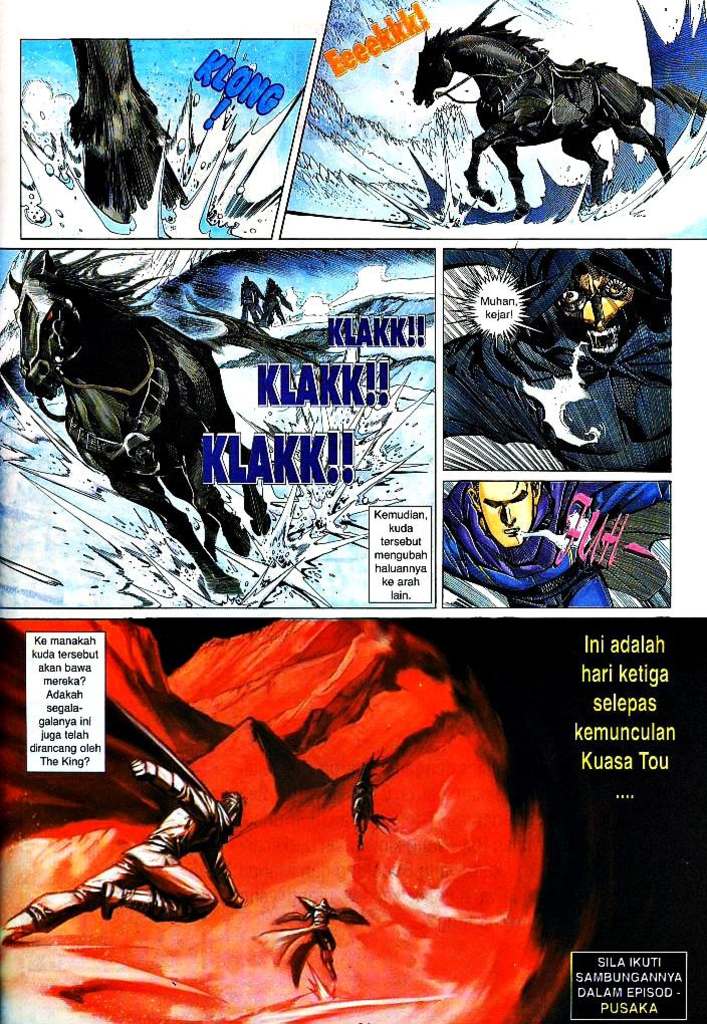 KLONG
!
Eeeekkk!
KLAKK!!
KLAKK!!
KLAKK!!
Kemudian,
kuda
tersebut
mengubah
haluannya
ke arah
lain.
Muhan,
kejar!
Ke manakah
kuda tersebut
akan bawa
mereka?
Adakah
segala-
galanya ini
juga telah
dirancang oleh
The King?
Ini adalah
hari ketiga
selepas
kemunculan
Kuasa Tou
....
SILA IKUTI
SAMBUNGANNYA
DALAM EPISOD -
PUSAKA